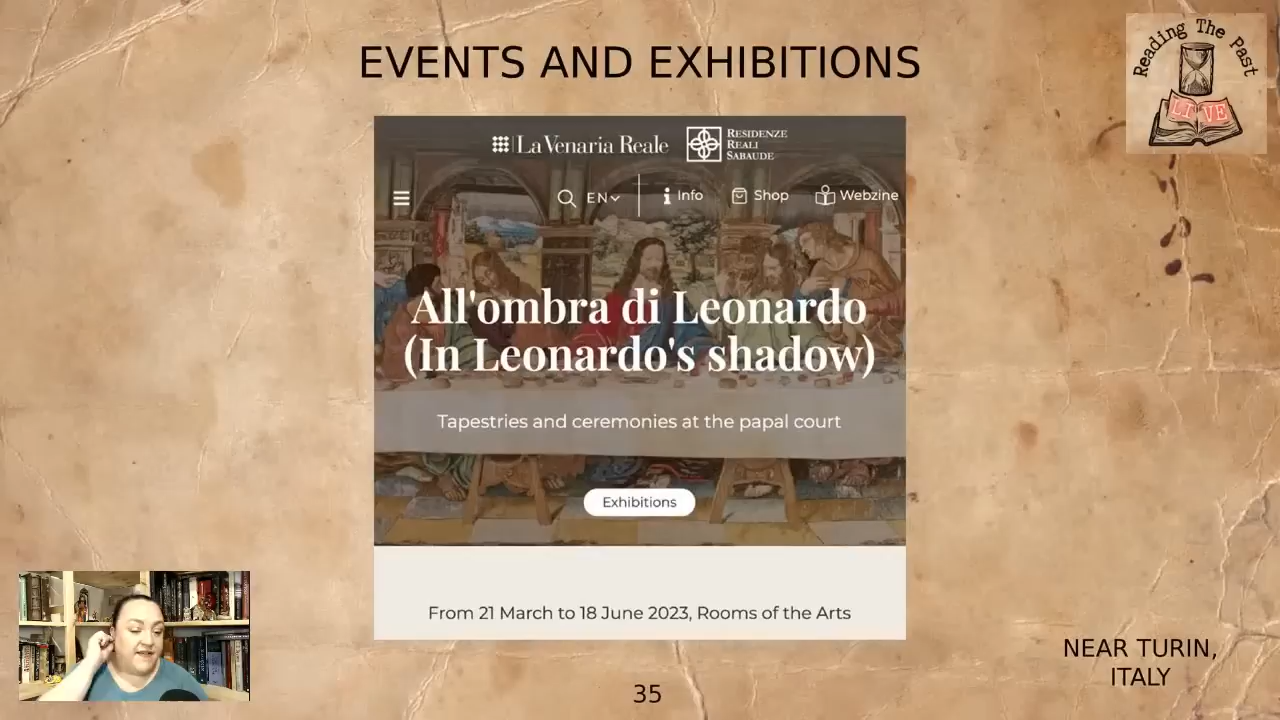 EVENTS AND EXHIBITIONS
Reading The Past
LIVE
La Venaria Reale
RESIDENZE
REALI
SABAUDE
EN
Info
Shop
Webzine
All'ombra di Leonardo
(In Leonardo's shadow)
Tapestries and ceremonies at the papal court
Exhibitions
From 21 March to 18 June 2023, Rooms of the Arts
NEAR TURIN,
ITALY
35